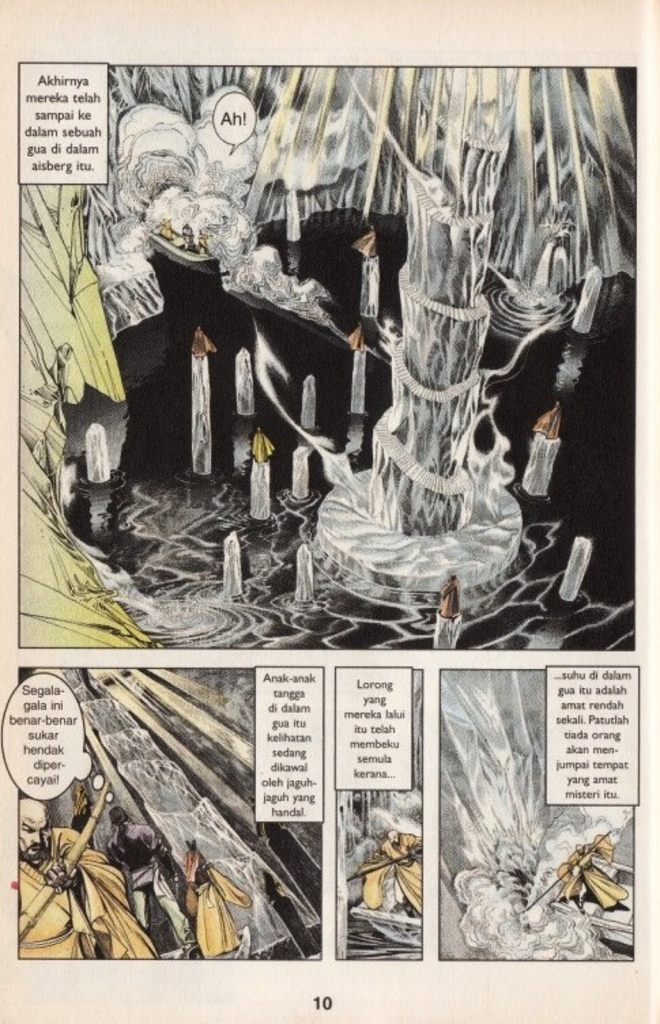 Akhirnya
mereka telah
sampai ke
dalam sebuah
gua di dalam
aisberg itu.
Ah!
Segala-
gala ini
benar-benar
sukar
hendak
diper-
cayai!
Anak-anak
tangga
di dalam
gua itu
kelihatan
sedang
dikawal
oleh jaguh-
jaguh yang
handal.
Lorong
yang
mereka lalui
itu telah
membeku
semula
kerana...
...suhu di dalam
gua itu adalah
amat rendah
sekali. Patutlah
tiada orang
akan men-
jumpai tempat
yang amat
misteri itu.
10